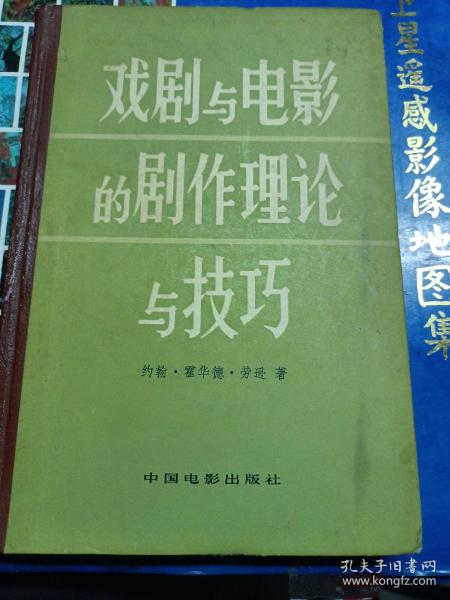 戏剧与电影
的剧作理论
与技巧
约翰·霍华德·劳逊 著
中国电影出版社
卫星遥感影像地图集
孔夫子旧书网
www.kongfz.com